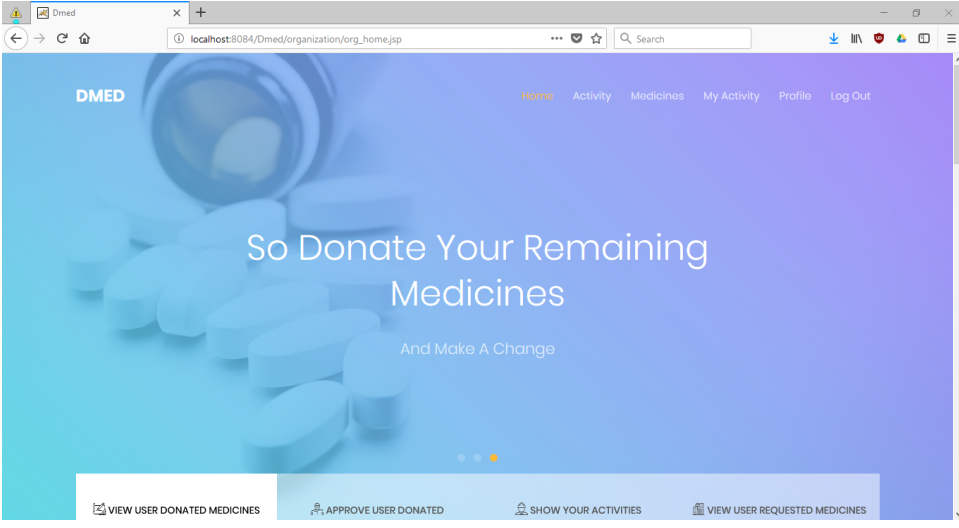 Dmed
localhost:8084/Dmed/organization/org_home.jsp
Search
DMED
Home Activity Medicines My Activity Profile Log Out
So Donate Your Remaining
Medicines
And Make A Change
VIEW USER DONATED MEDICINES APPROVE USER DONATED SHOW YOUR ACTIVITIES VIEW USER REQUESTED MEDICINES